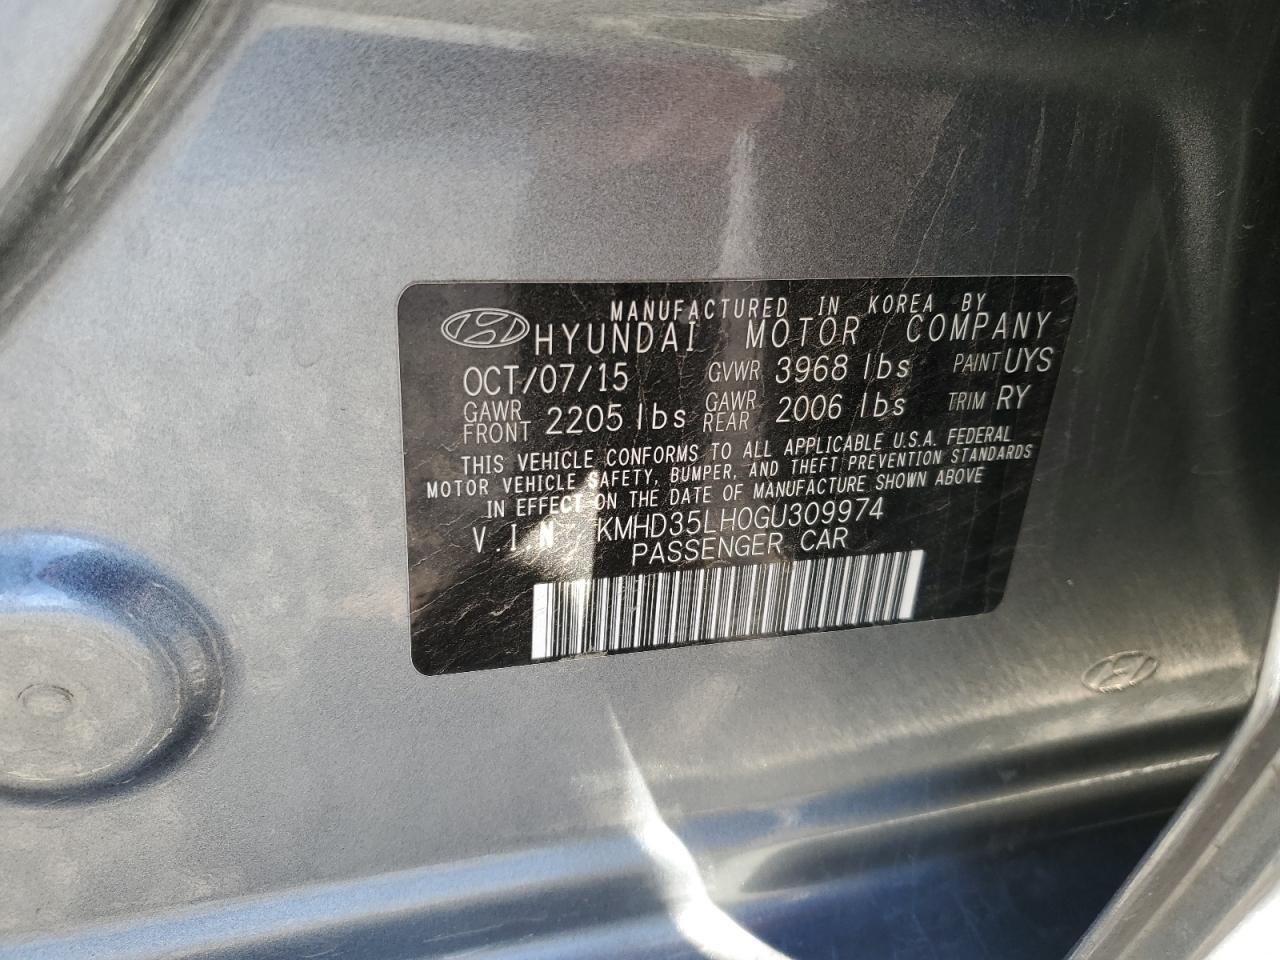 MANUFACTURED IN KOREA BY
HYUNDAI MOTOR COMPANY
OCT/07/15 GVWR 3968 lbs PAINT UYS
GAWR FRONT 2205 lbs GAWR REAR 2006 lbs TRIM RY
THIS VEHICLE CONFORMS TO ALL APPLICABLE U.S.A. FEDERAL
MOTOR VEHICLE SAFETY, BUMPER, AND THEFT PREVENTION STANDARDS
IN EFFECT ON THE DATE OF MANUFACTURE SHOWN ABOVE
V.I.N KMHD35LH0GU309974
PASSENGER CAR